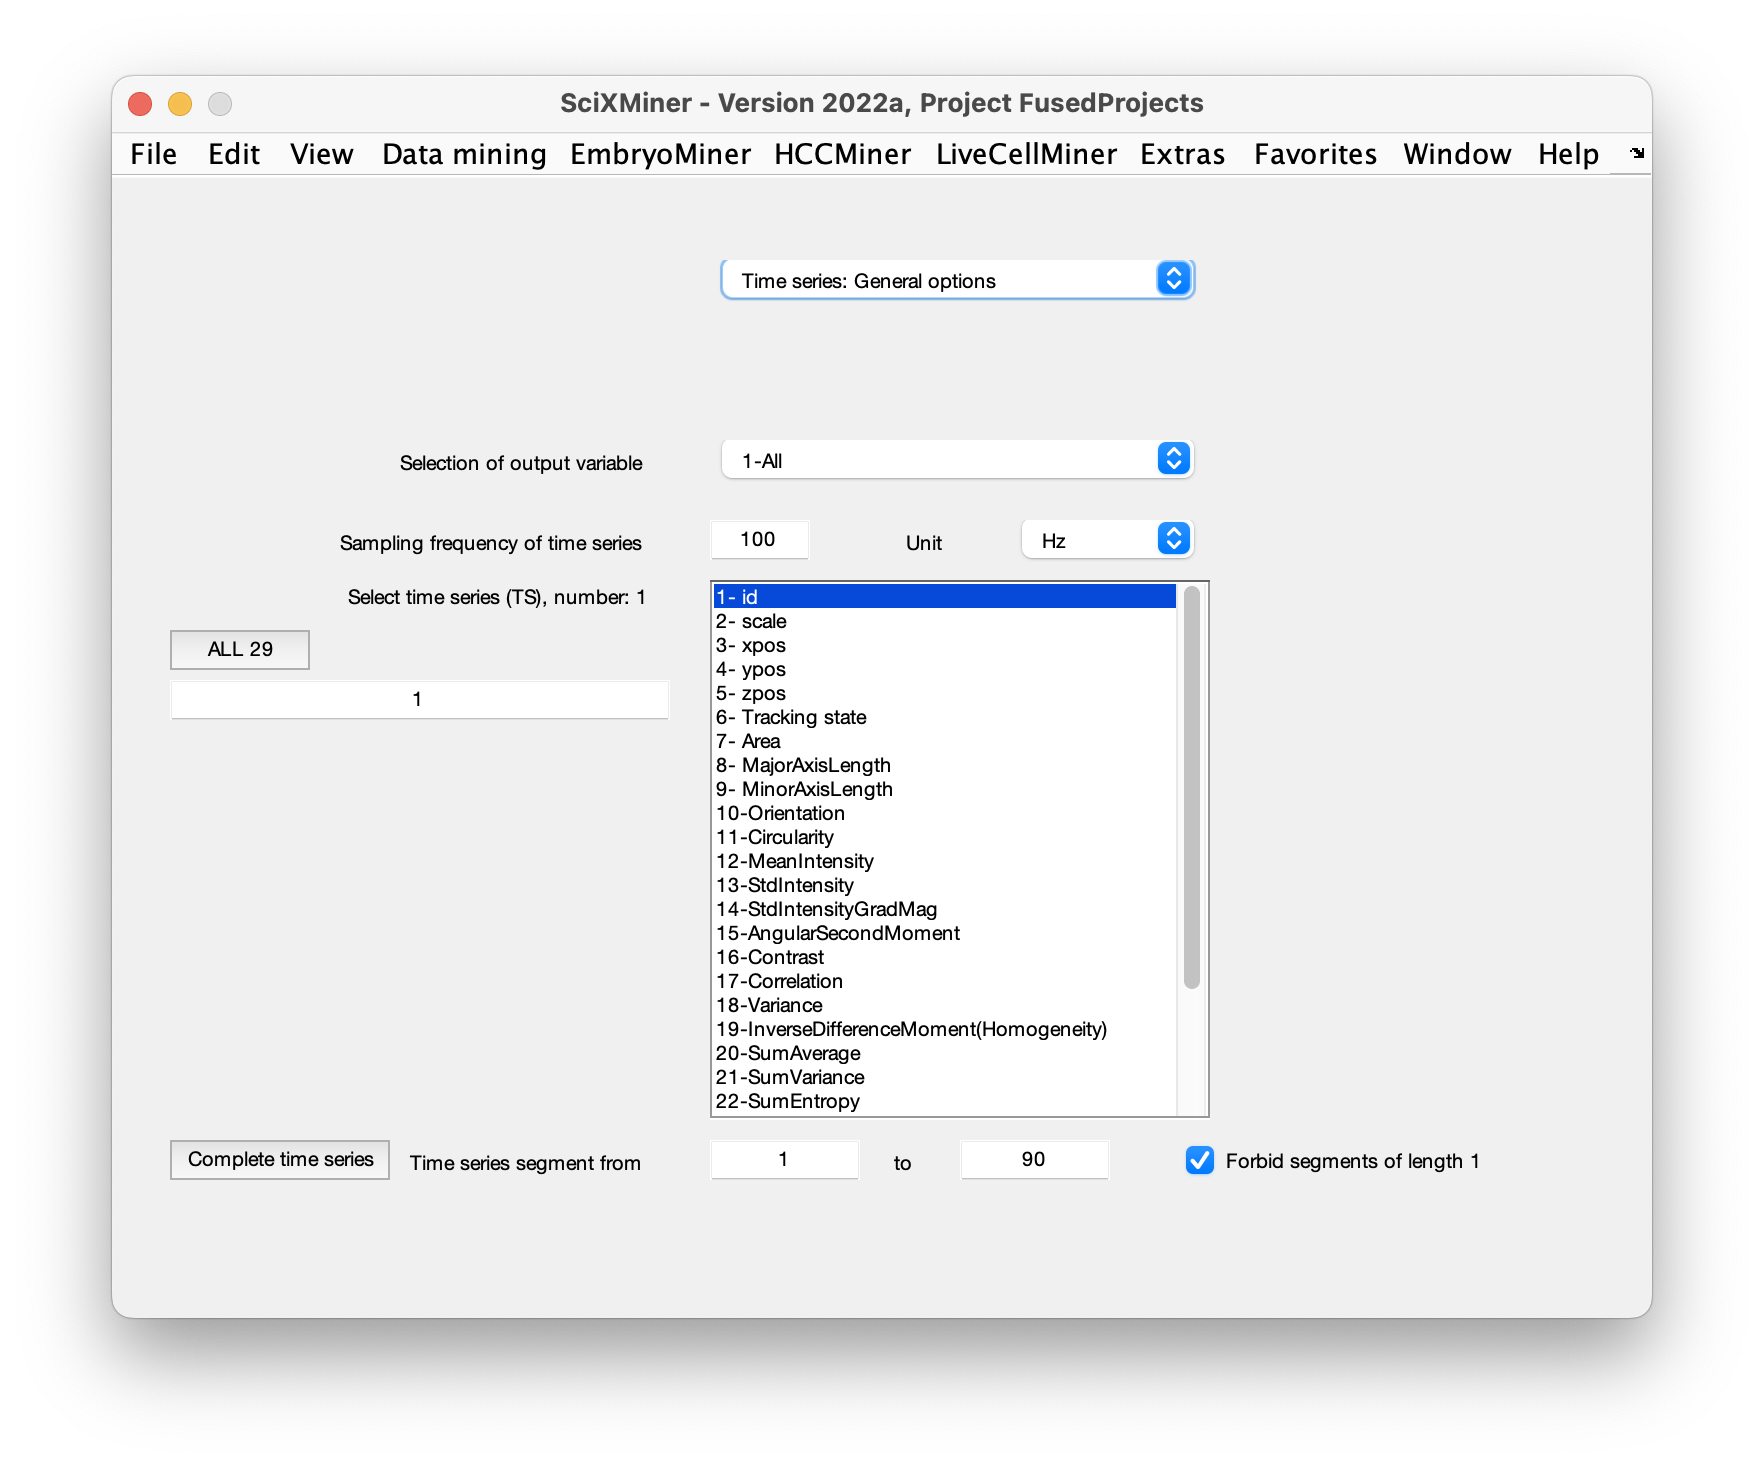 SciXMiner - Version 2022a, Project FusedProjects
File Edit View Data mining EmbryoMiner HCCMiner LiveCellMiner Extras Favorites Window Help
Time series: General options
Selection of output variable 1-All
Sampling frequency of time series 100 Unit Hz
Select time series (TS), number: 1
ALL 29
1
1- id
2- scale
3- xpos
4- ypos
5- zpos
6- Tracking state
7- Area
8- MajorAxisLength
9- MinorAxisLength
10-Orientation
11-Circularity
12-MeanIntensity
13-StdIntensity
14-StdIntensityGradMag
15-AngularSecondMoment
16-Contrast
17-Correlation
18-Variance
19-InverseDifferenceMoment(Homogeneity)
20-SumAverage
21-SumVariance
22-SumEntropy
Complete time series Time series segment from 1 to 90 Forbid segments of length 1